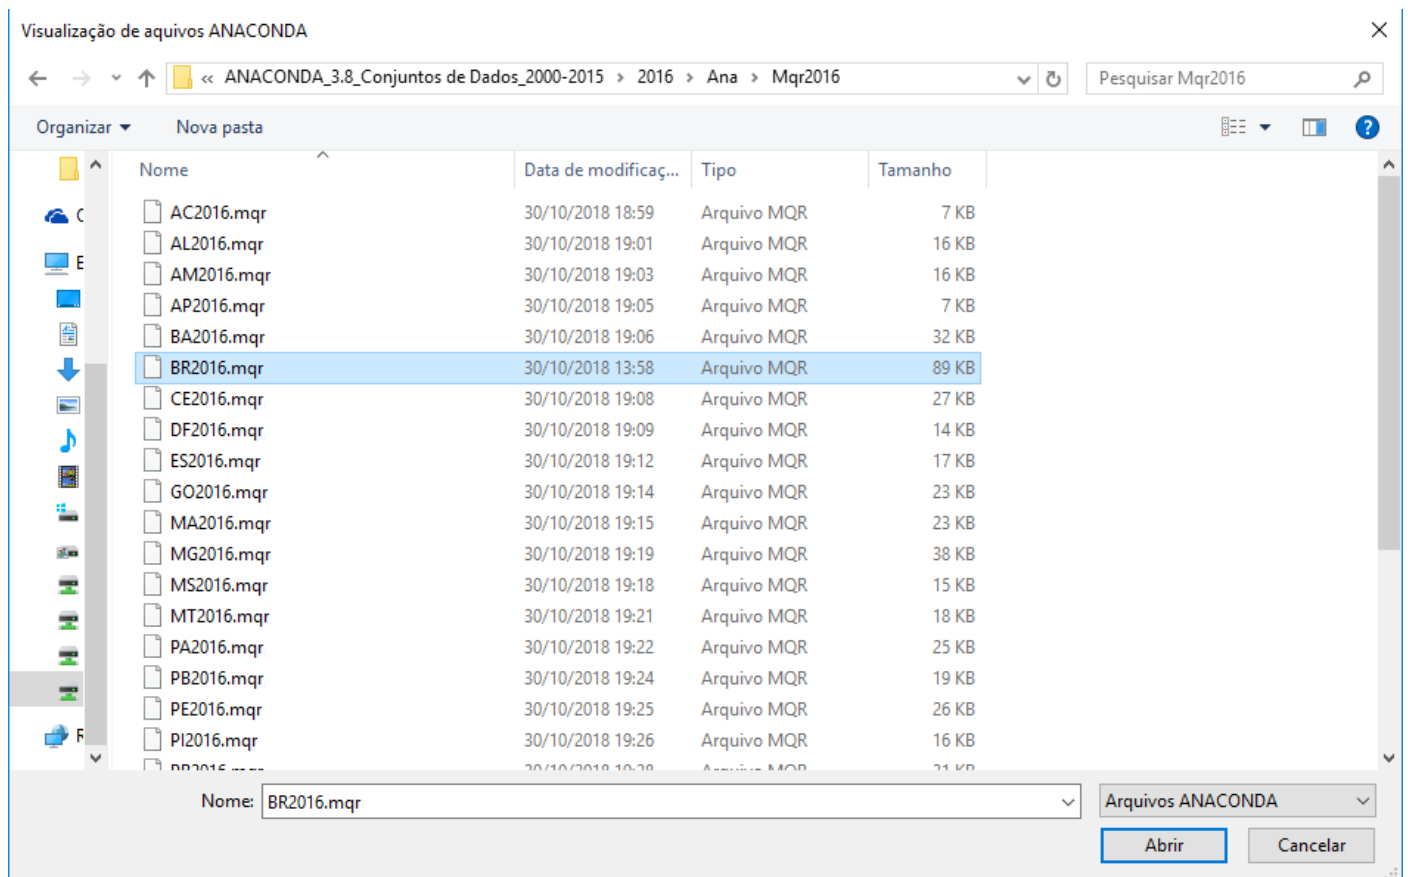 Visualização de aquivos ANACONDA
« ANACONDA_3.8_Conjuntos de Dados_2000-2015 › 2016 › Ana › Mqr2016
Pesquisar Mqr2016
Organizar
Nova pasta
Nome
Data de modificaç...
Tipo
Tamanho
AC2016.mqr 30/10/2018 18:59 Arquivo MQR 7 KB
AL2016.mqr 30/10/2018 19:01 Arquivo MQR 16 KB
AM2016.mqr 30/10/2018 19:03 Arquivo MQR 16 KB
AP2016.mqr 30/10/2018 19:05 Arquivo MQR 7 KB
BA2016.mqr 30/10/2018 19:06 Arquivo MQR 32 KB
BR2016.mqr 30/10/2018 13:58 Arquivo MQR 89 KB
CE2016.mqr 30/10/2018 19:08 Arquivo MQR 27 KB
DF2016.mqr 30/10/2018 19:09 Arquivo MQR 14 KB
ES2016.mqr 30/10/2018 19:12 Arquivo MQR 17 KB
GO2016.mqr 30/10/2018 19:14 Arquivo MQR 23 KB
MA2016.mqr 30/10/2018 19:15 Arquivo MQR 23 KB
MG2016.mqr 30/10/2018 19:19 Arquivo MQR 38 KB
MS2016.mqr 30/10/2018 19:18 Arquivo MQR 15 KB
MT2016.mqr 30/10/2018 19:21 Arquivo MQR 18 KB
PA2016.mqr 30/10/2018 19:22 Arquivo MQR 25 KB
PB2016.mqr 30/10/2018 19:24 Arquivo MQR 19 KB
PE2016.mqr 30/10/2018 19:25 Arquivo MQR 26 KB
PI2016.mqr 30/10/2018 19:26 Arquivo MQR 16 KB
Nome: BR2016.mqr
Arquivos ANACONDA
Abrir
Cancelar